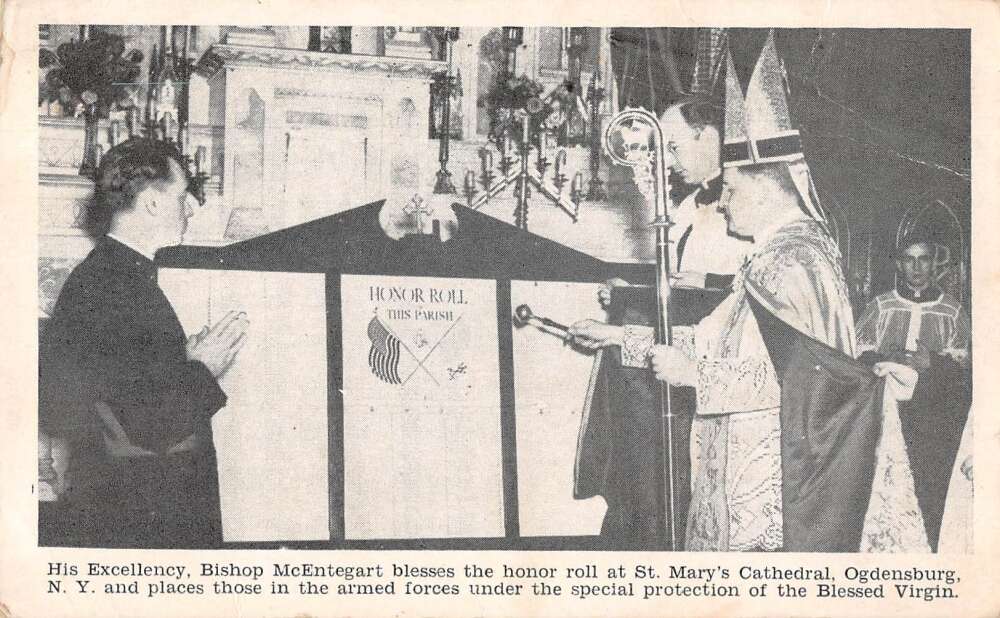 HONOR ROLL
THIS PARISH
His Excellency, Bishop McEntegart blesses the honor roll at St. Mary's Cathedral, Ogdensburg,
N. Y. and places those in the armed forces under the special protection of the Blessed Virgin.